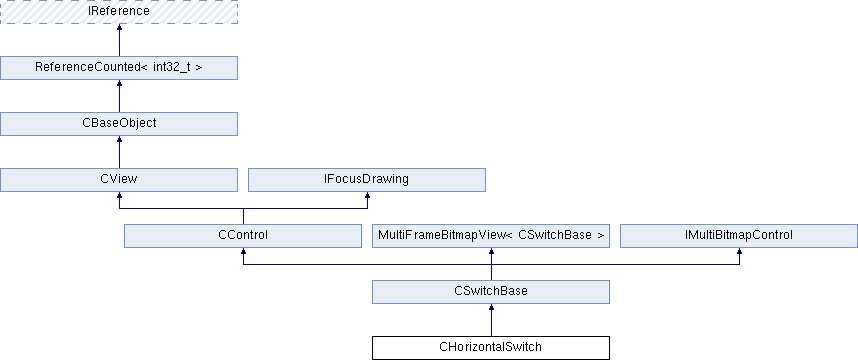 IReference
ReferenceCounted< int32_t >
CBaseObject
CView
IFocusDrawing
CControl
MultiFrameBitmapView< CSwitchBase >
IMultiBitmapControl
CSwitchBase
CHorizontalSwitch